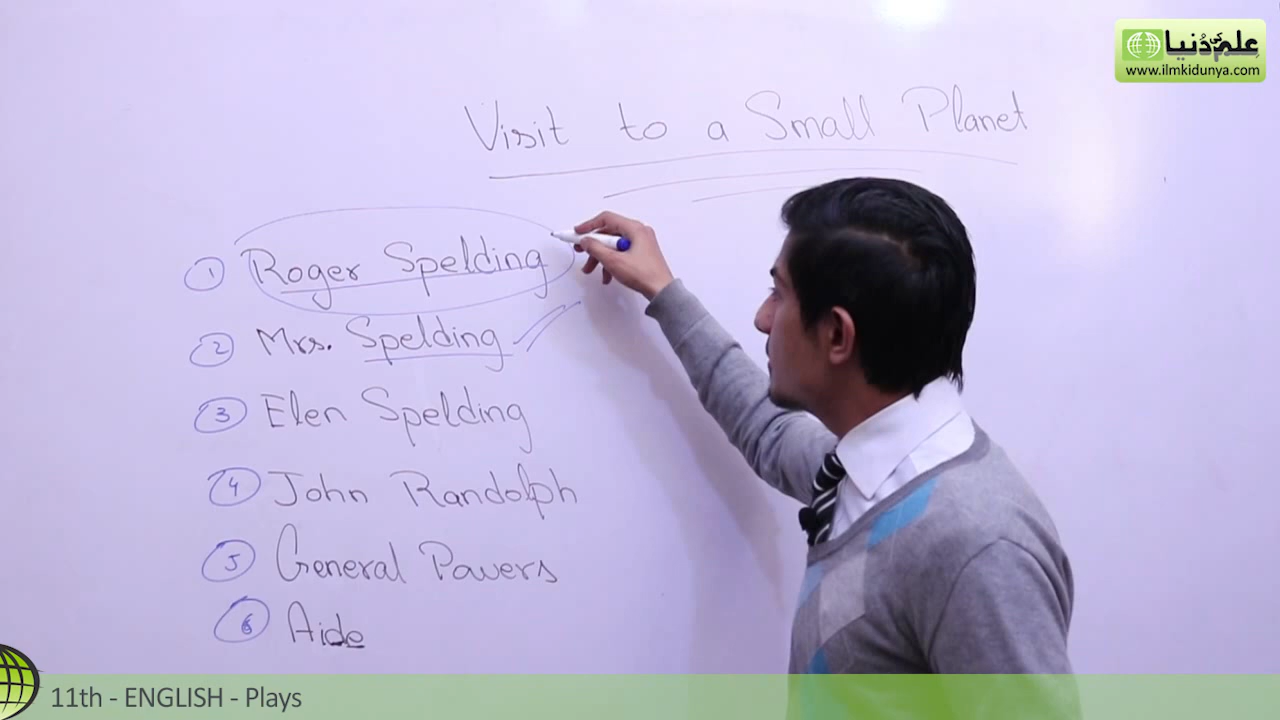 علم کی دُنیا
www.ilmkidunya.com
Visit to a Small Planet
1 Roger Spelding
2 Mrs. Spelding
3 Elen Spelding
4 John Randolph
5 General Powers
6 Aide
11th - ENGLISH - Plays